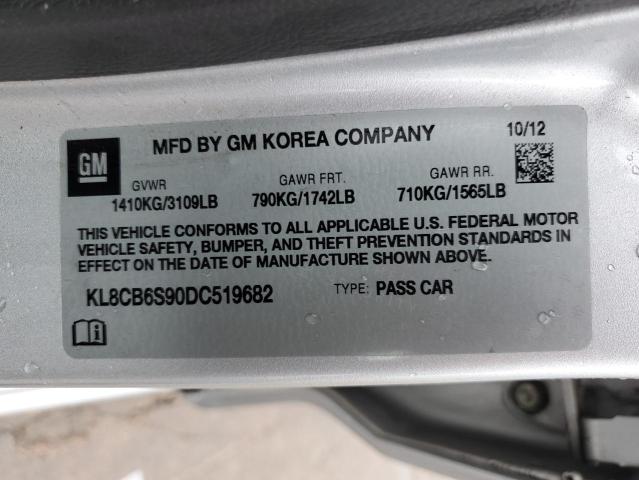 GM
MFD BY GM KOREA COMPANY
10/12
GVWR
1410KG/3109LB
GAWR FRT.
790KG/1742LB
GAWR RR.
710KG/1565LB
THIS VEHICLE CONFORMS TO ALL APPLICABLE U.S. FEDERAL MOTOR
VEHICLE SAFETY, BUMPER, AND THEFT PREVENTION STANDARDS IN
EFFECT ON THE DATE OF MANUFACTURE SHOWN ABOVE.
KL8CB6S90DC519682
TYPE: PASS CAR